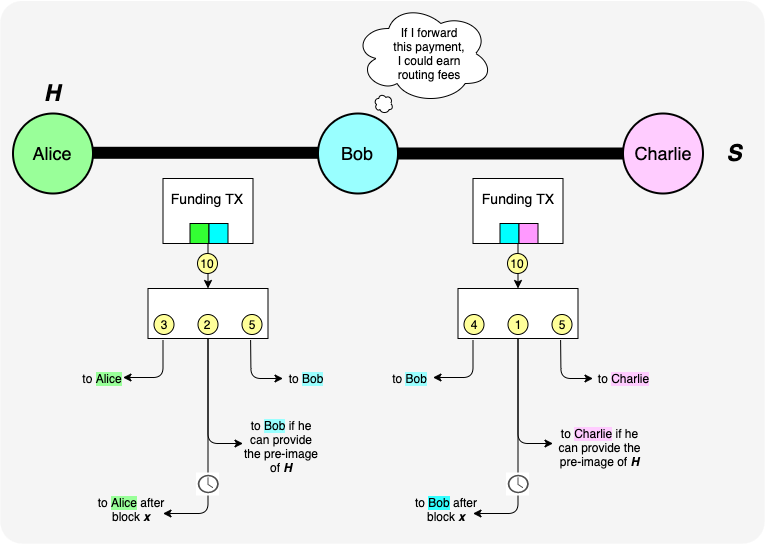 If I forward
this payment,
I could earn
routing fees
H
Alice
Bob
Charlie
S
Funding TX
10
3
2
5
to Alice
to Bob
to Bob if he
can provide
the pre-image
of H
to Alice after
block x
Funding TX
10
4
1
5
to Bob
to Charlie
to Charlie if he
can provide the
pre-image of H
to Bob after
block x